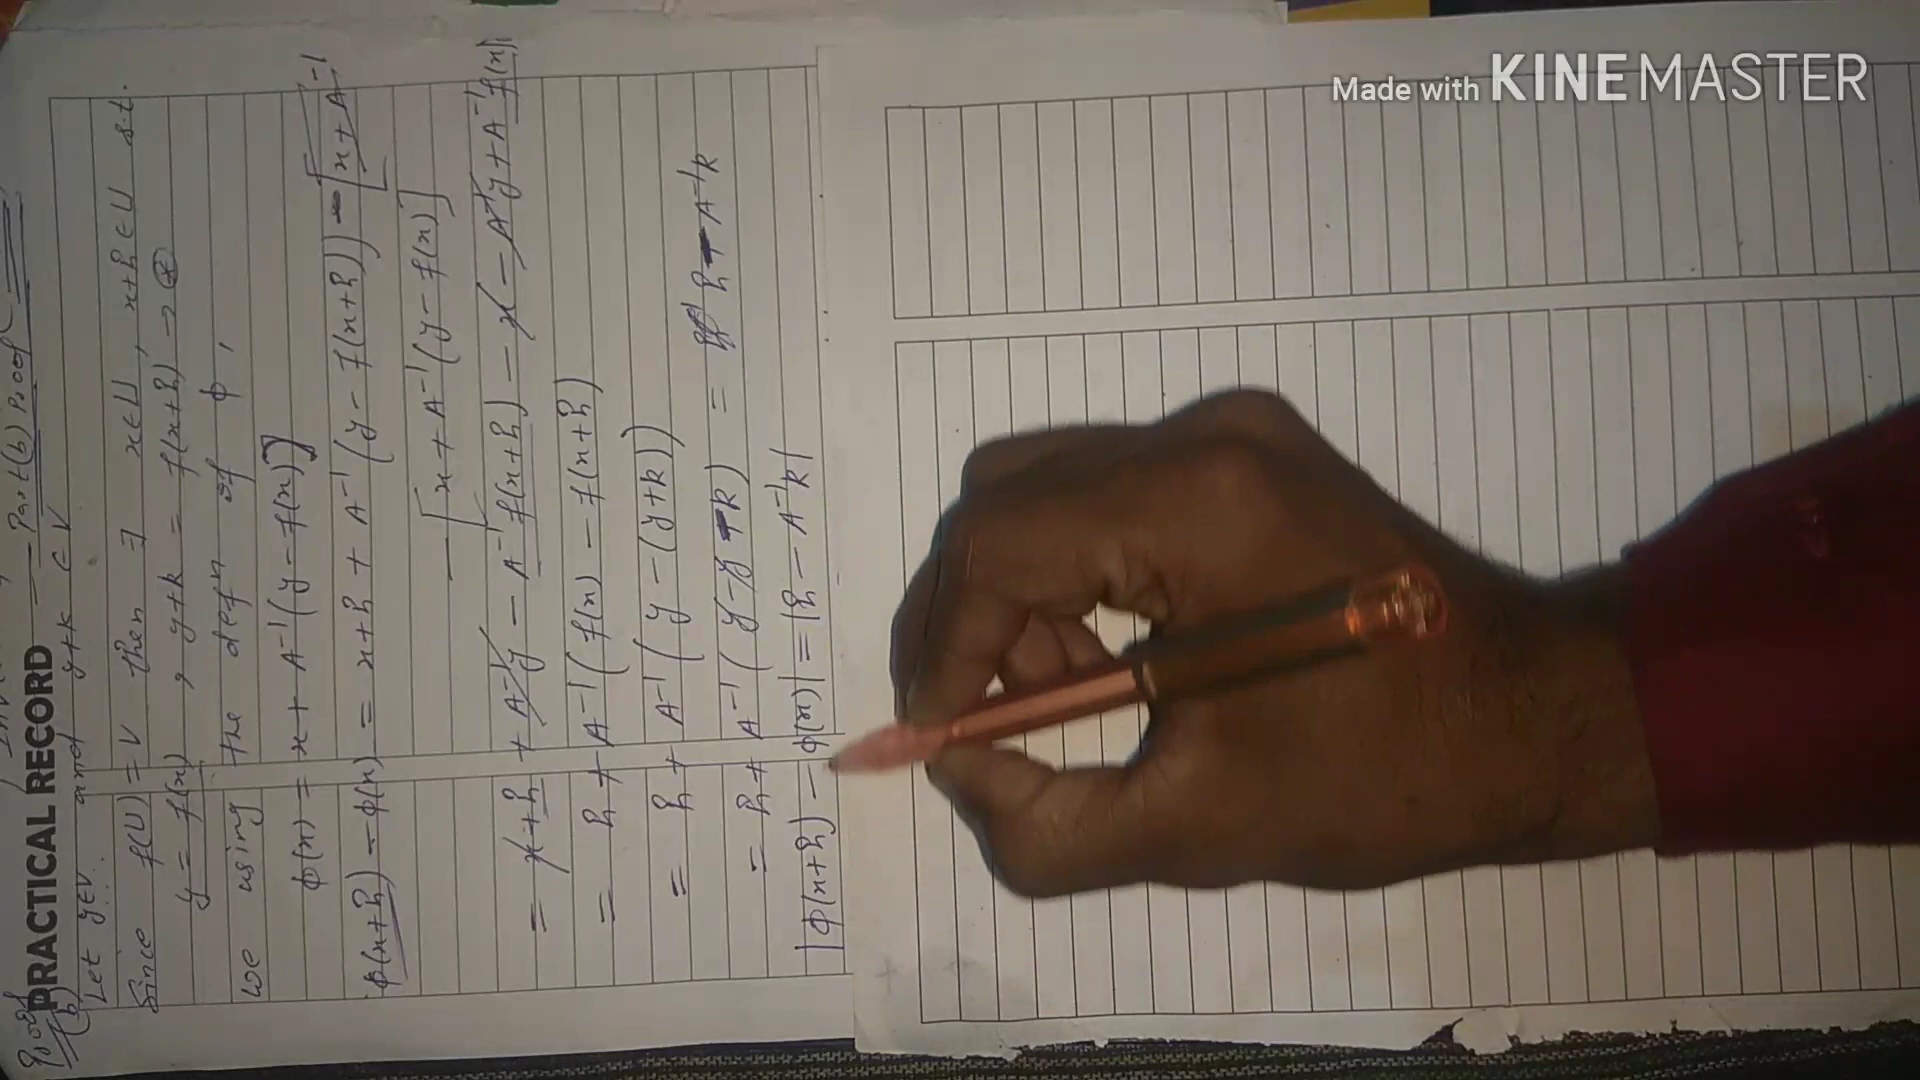 Made with KINEMASTER
Part (b) Proof
PRACTICAL RECORD
Proof
(b)
Let y∈V and y+k ∈ V
Since f(U) = V then ∃ x∈U, x+h∈U s.t.
y = f(x), y+k = f(x+h) → ⊛
we using the defn of φ,
φ(x) = x + A⁻¹(y - f(x))
φ(x+h) - φ(x) = x+h + A⁻¹(y - f(x+h)) - [x + A⁻¹
- [x + A⁻¹(y - f(x)]
= x+h + A⁻¹y - A⁻¹f(x+h) - x - A⁻¹y + A⁻¹f(x)
= h + A⁻¹(f(x) - f(x+h)
= h + A⁻¹(y - (y+k))
= h + A⁻¹(y - y - k) = h - A⁻¹k
|φ(x+h) - φ(x)| = |h - A⁻¹k|